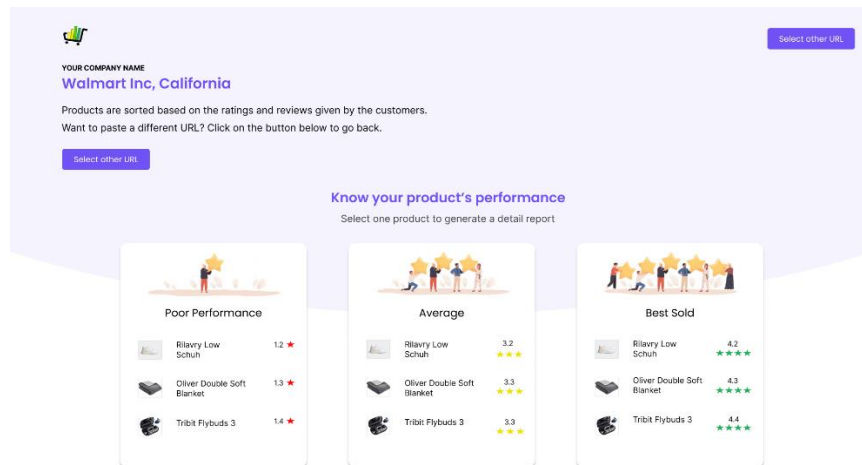 Select other URL
YOUR COMPANY NAME
Walmart Inc, California
Products are sorted based on the ratings and reviews given by the customers.
Want to paste a different URL? Click on the button below to go back.
Select other URL
Know your product's performance
Select one product to generate a detail report
Poor Performance
Rilavry Low
Schuh
1.2
Oliver Double Soft
Blanket
1.3
Tribit Flybuds 3
1.4
Average
Rilavry Low
Schuh
3.2
Oliver Double Soft
Blanket
3.3
Tribit Flybuds 3
3.3
Best Sold
Rilavry Low
Schuh
4.2
Oliver Double Soft
Blanket
4.3
Tribit Flybuds 3
4.4